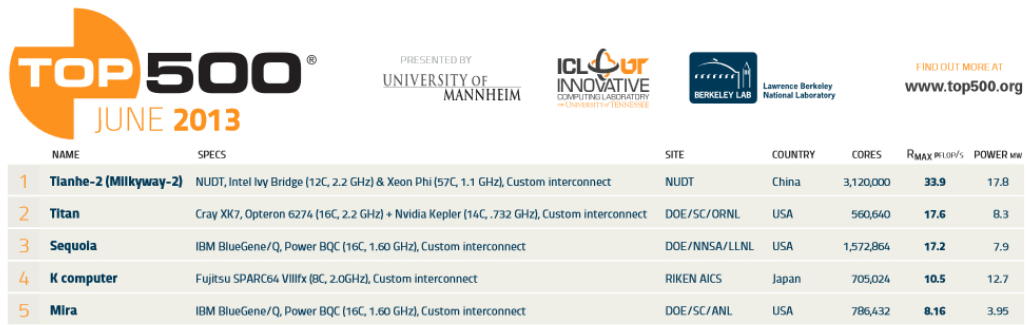 TOP500®
JUNE 2013
PRESENTED BY
UNIVERSITY OF
MANNHEIM
ICL UT
INNOVATIVE
COMPUTING LABORATORY
THE UNIVERSITY OF TENNESSEE
BERKELEY LAB
Lawrence Berkeley
National Laboratory
FIND OUT MORE AT
www.top500.org
NAME SPECS SITE COUNTRY CORES RMAX PFLOP/S POWER MW
1 Tianhe-2 (Milkyway-2) NUDT, Intel Ivy Bridge (12C, 2.2 GHz) & Xeon Phi (57C, 1.1 GHz), Custom interconnect NUDT China 3,120,000 33.9 17.8
2 Titan Cray XK7, Opteron 6274 (16C, 2.2 GHz) + Nvidia Kepler (14C, .732 GHz), Custom interconnect DOE/SC/ORNL USA 560,640 17.6 8.3
3 Sequoia IBM BlueGene/Q, Power BQC (16C, 1.60 GHz), Custom interconnect DOE/NNSA/LLNL USA 1,572,864 17.2 7.9
4 K computer Fujitsu SPARC64 VIIIfx (8C, 2.0GHz), Custom interconnect RIKEN AICS Japan 705,024 10.5 12.7
5 Mira IBM BlueGene/Q, Power BQC (16C, 1.60 GHz), Custom interconnect DOE/SC/ANL USA 786,432 8.16 3.95